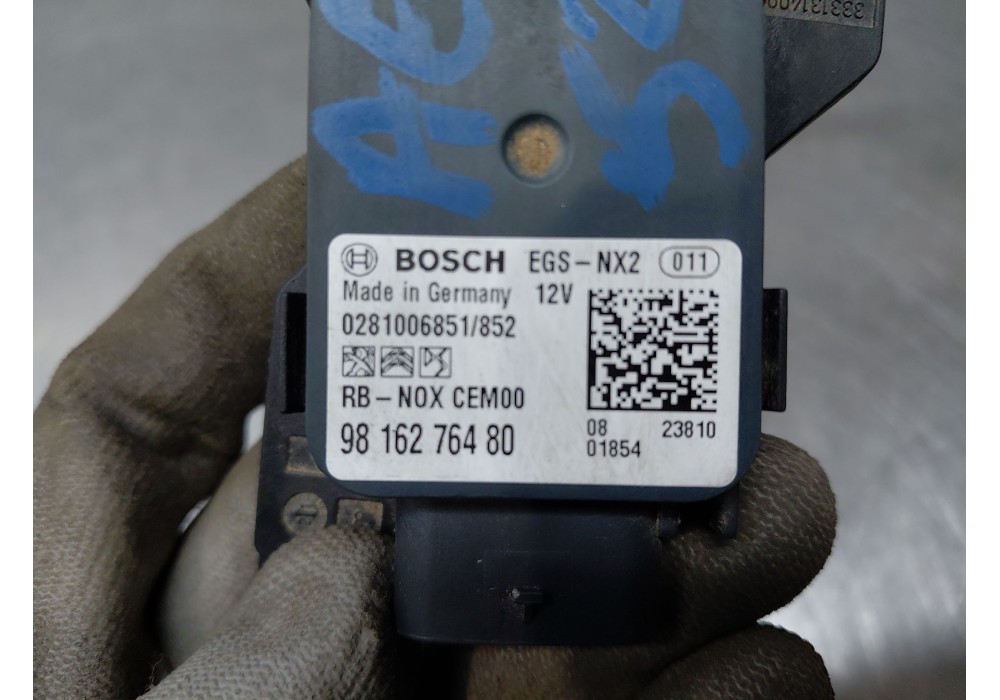 BOSCH EGS-NX2 011
Made in Germany 12V
0281006851/852
RB-NOX CEM00
98 162 764 80
08 23810
01854